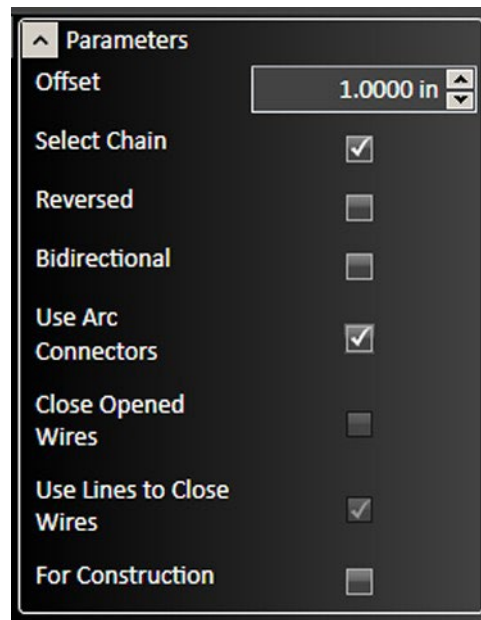 Parameters
Offset 1.0000 in
Select Chain
Reversed
Bidirectional
Use Arc
Connectors
Close Opened
Wires
Use Lines to Close
Wires
For Construction